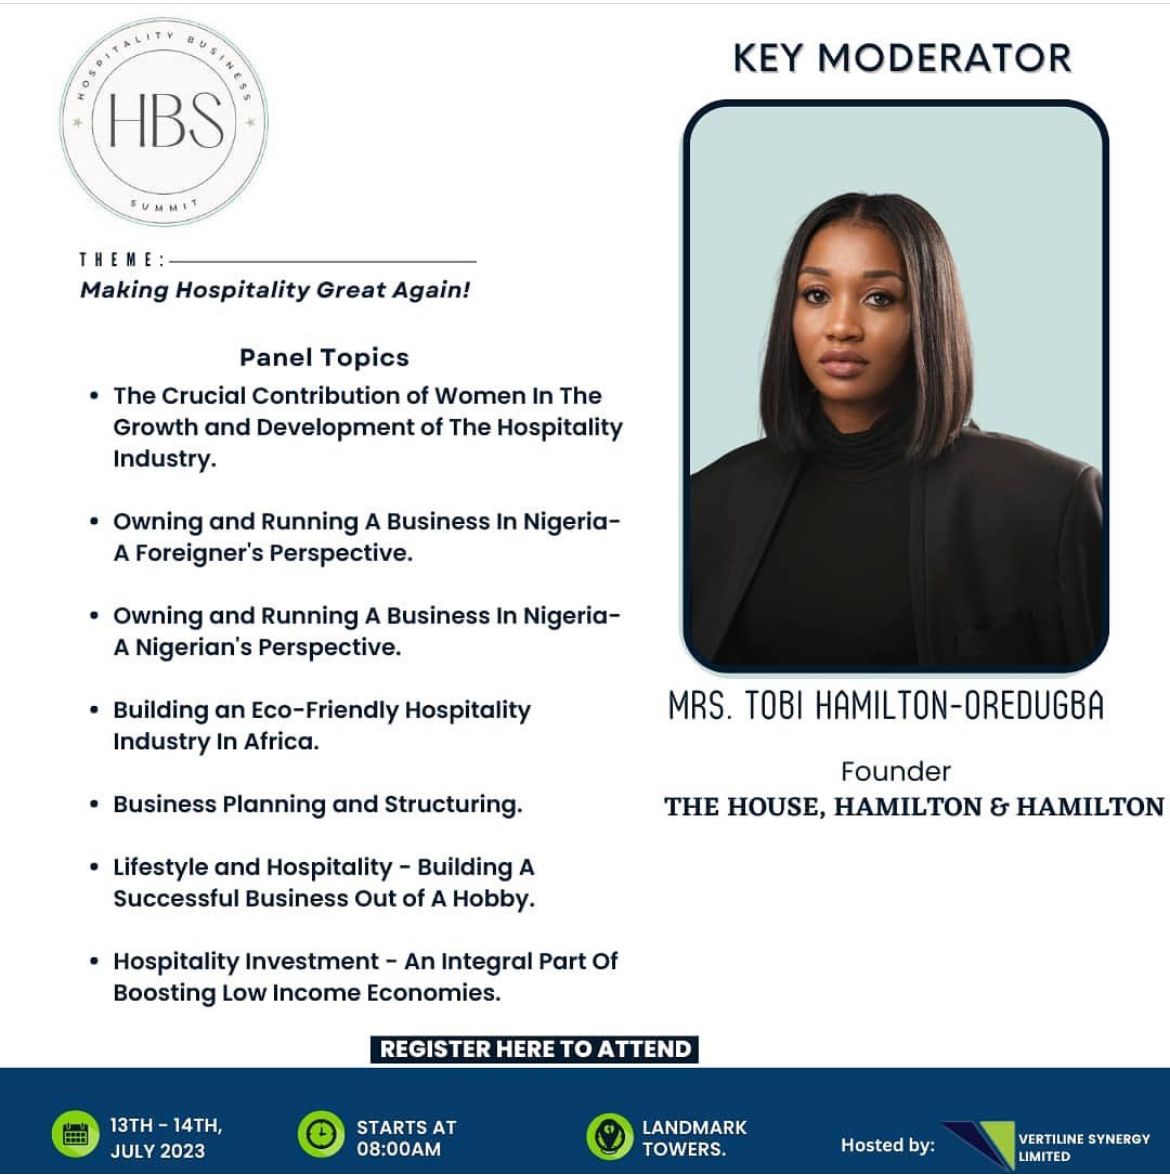 HOSPITALITY BUSINESS
HBS
SUMMIT
THEME:
Making Hospitality Great Again!
Panel Topics
• The Crucial Contribution of Women In The
Growth and Development of The Hospitality
Industry.
• Owning and Running A Business In Nigeria-
A Foreigner's Perspective.
• Owning and Running A Business In Nigeria-
A Nigerian's Perspective.
• Building an Eco-Friendly Hospitality
Industry In Africa.
• Business Planning and Structuring.
• Lifestyle and Hospitality - Building A
Successful Business Out of A Hobby.
• Hospitality Investment - An Integral Part Of
Boosting Low Income Economies.
KEY MODERATOR
MRS. TOBI HAMILTON-OREDUGBA
Founder
THE HOUSE, HAMILTON & HAMILTON
REGISTER HERE TO ATTEND
13TH - 14TH,
JULY 2023
STARTS AT
08:00AM
LANDMARK
TOWERS.
Hosted by:
VERTILINE SYNERGY
LIMITED